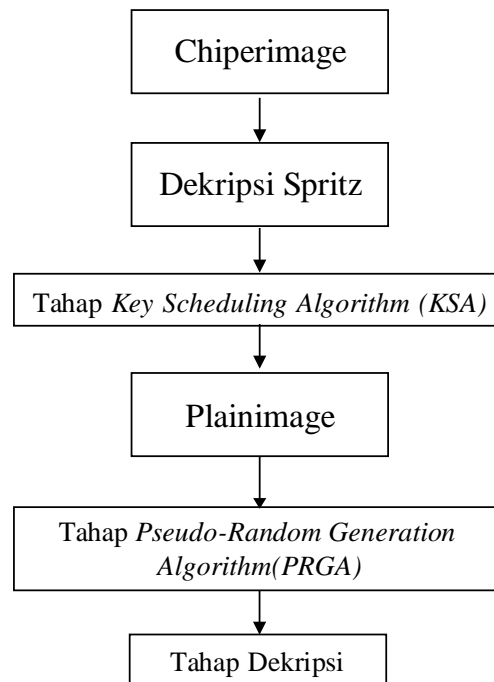 Chiperimage
Dekripsi Spritz
Tahap Key Scheduling Algorithm (KSA)
Plainimage
Tahap Pseudo-Random Generation
Algorithm(PRGA)
Tahap Dekripsi